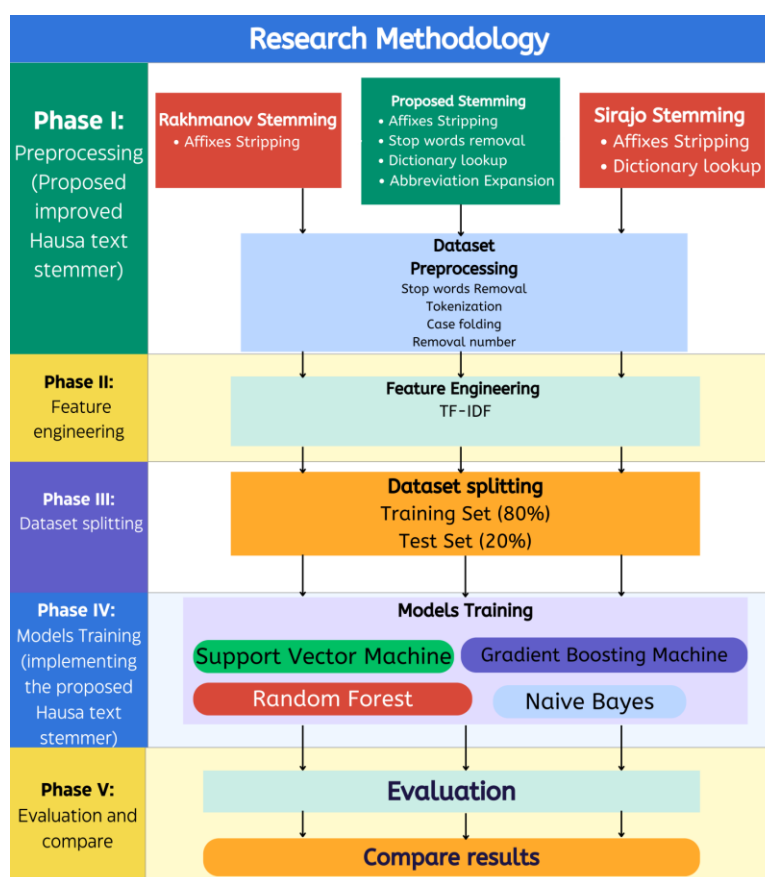 Research Methodology
Phase I:
Preprocessing
(Proposed
improved
Hausa text
stemmer)
Rakhmanov Stemming
• Affixes Stripping
Proposed Stemming
• Affixes Stripping
• Stop words removal
• Dictionary lookup
• Abbreviation Expansion
Sirajo Stemming
• Affixes Stripping
• Dictionary lookup
Dataset
Preprocessing
Stop words Removal
Tokenization
Case folding
Removal number
Phase II:
Feature
engineering
Feature Engineering
TF-IDF
Phase III:
Dataset splitting
Dataset splitting
Training Set (80%)
Test Set (20%)
Phase IV:
Models Training
(implementing
the proposed
Hausa text
stemmer)
Models Training
Support Vector Machine
Gradient Boosting Machine
Random Forest
Naive Bayes
Phase V:
Evaluation and
compare
Evaluation
Compare results